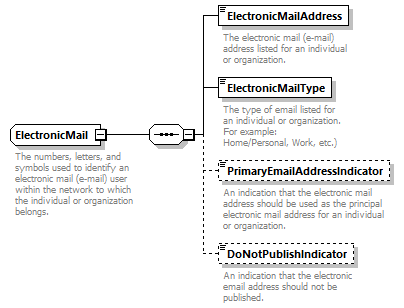 ElectronicMailAddress
The electronic mail (e-mail)
address listed for an individual
or organization.
ElectronicMailType
The type of email listed for
an individual or organization.
For example:
Home/Personal, Work, etc.)
ElectronicMail
The numbers, letters, and
symbols used to identify an
electronic mail (e-mail) user
within the network to which
the individual or organization
belongs.
PrimaryEmailAddressIndicator
An indication that the electronic mail
address should be used as the principal
electronic mail address for an individual
or organization.
DoNotPublishIndicator
An indication that the electronic
email address should not be
published.